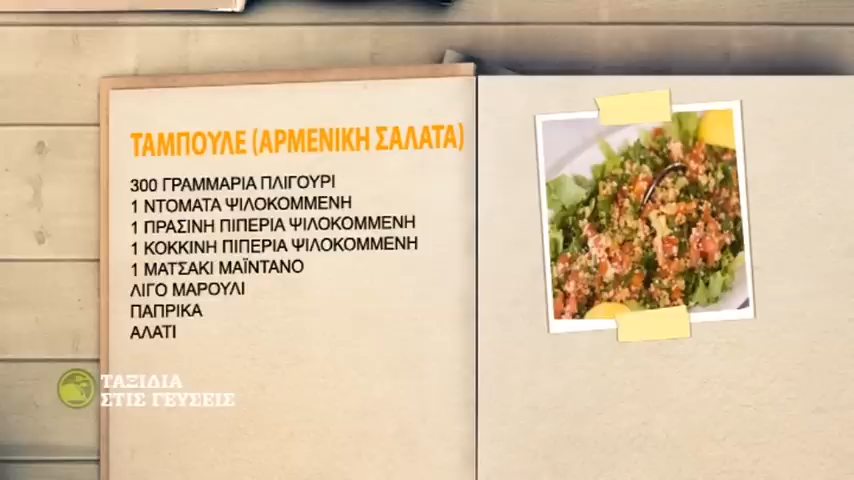 ΤΑΜΠΟΥΛΕ (ΑΡΜΕΝΙΚΗ ΣΑΛΑΤΑ)
300 ΓΡΑΜΜΑΡΙΑ ΠΛΙΓΟΥΡΙ
1 ΝΤΟΜΑΤΑ ΨΙΛΟΚΟΜΜΕΝΗ
1 ΠΡΑΣΙΝΗ ΠΙΠΕΡΙΑ ΨΙΛΟΚΟΜΜΕΝΗ
1 ΚΟΚΚΙΝΗ ΠΙΠΕΡΙΑ ΨΙΛΟΚΟΜΜΕΝΗ
1 ΜΑΤΣΑΚΙ ΜΑΪΝΤΑΝΟ
ΛΙΓΟ ΜΑΡΟΥΛΙ
ΠΑΠΡΙΚΑ
ΑΛΑΤΙ
ΤΑΞΙΔΙΑ
ΣΤΙΣ ΓΕΥΣΕΙΣ